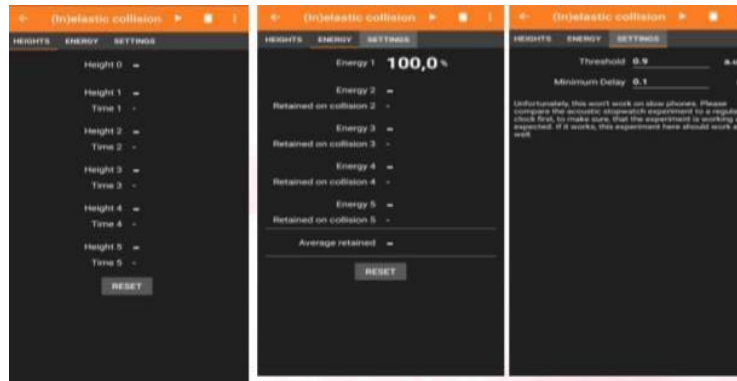 (In)elastic collision
HEIGHTS ENERGY SETTINGS
Height 0 -
Height 1 -
Time 1 -
Height 2 -
Time 2 -
Height 3 -
Time 3 -
Height 4 -
Time 4 -
Height 5 -
Time 5 -
RESET
(In)elastic collision
HEIGHTS ENERGY SETTINGS
Energy 1 100,0 %
Energy 2 -
Retained on collision 2 -
Energy 3 -
Retained on collision 3 -
Energy 4 -
Retained on collision 4 -
Energy 5 -
Retained on collision 5 -
Average retained -
RESET
(In)elastic collision
HEIGHTS ENERGY SETTINGS
Threshold 0.9 a.u
Minimum Delay 0.1
Unfortunately, this won't work on slow phones. Please
compare the acoustic stopwatch experiment to a regula
clock first, to make sure, that the experiment is working
expected. If it works, this experiment here should work a
well